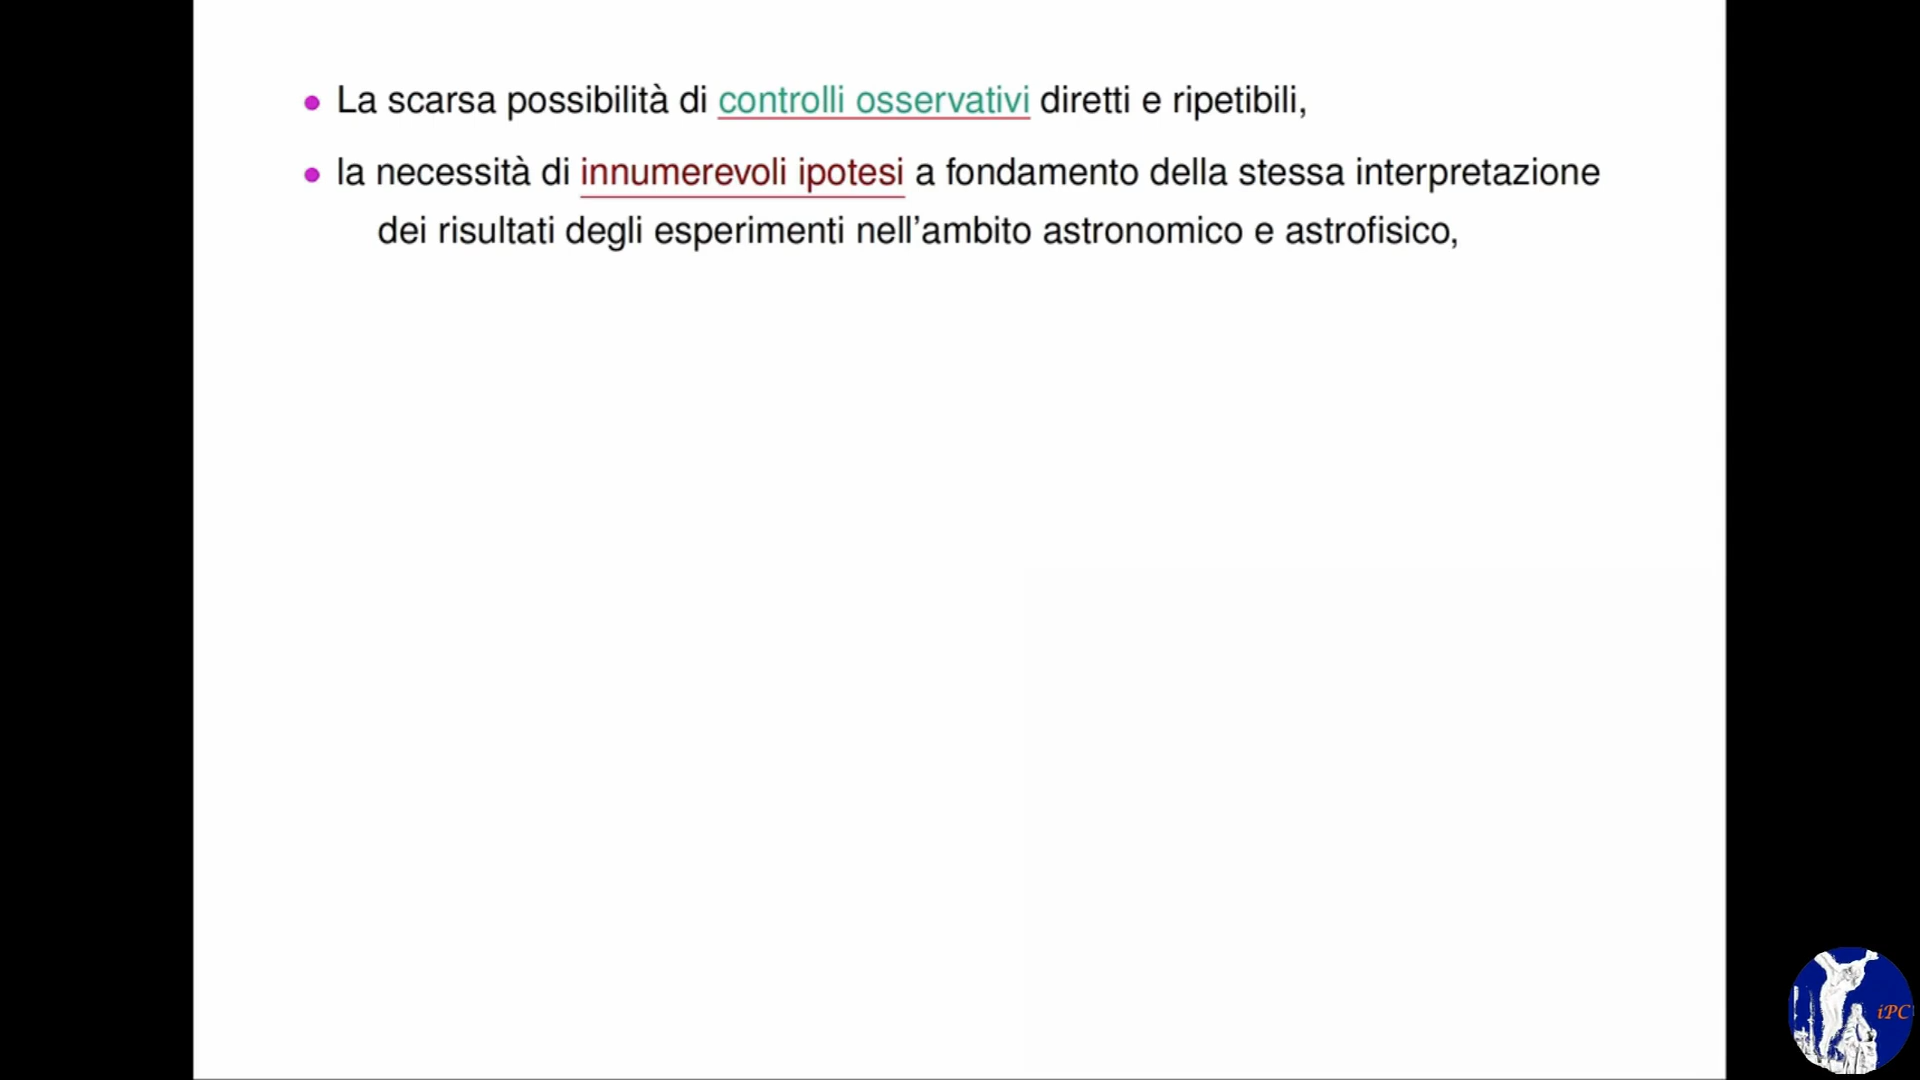 La scarsa possibilità di controlli osservativi diretti e ripetibili,
la necessità di innumerevoli ipotesi a fondamento della stessa interpretazione
dei risultati degli esperimenti nell'ambito astronomico e astrofisico,
iPC